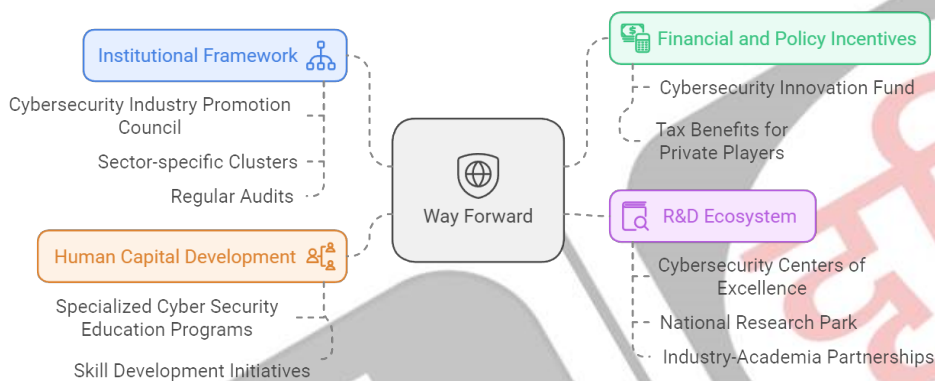 Institutional Framework
Cybersecurity Industry Promotion
Council
Sector-specific Clusters
Regular Audits
Human Capital Development
Specialized Cyber Security
Education Programs
Skill Development Initiatives
Way Forward
Financial and Policy Incentives
Cybersecurity Innovation Fund
Tax Benefits for
Private Players
R&D Ecosystem
Cybersecurity Centers of
Excellence
National Research Park
Industry-Academia Partnerships